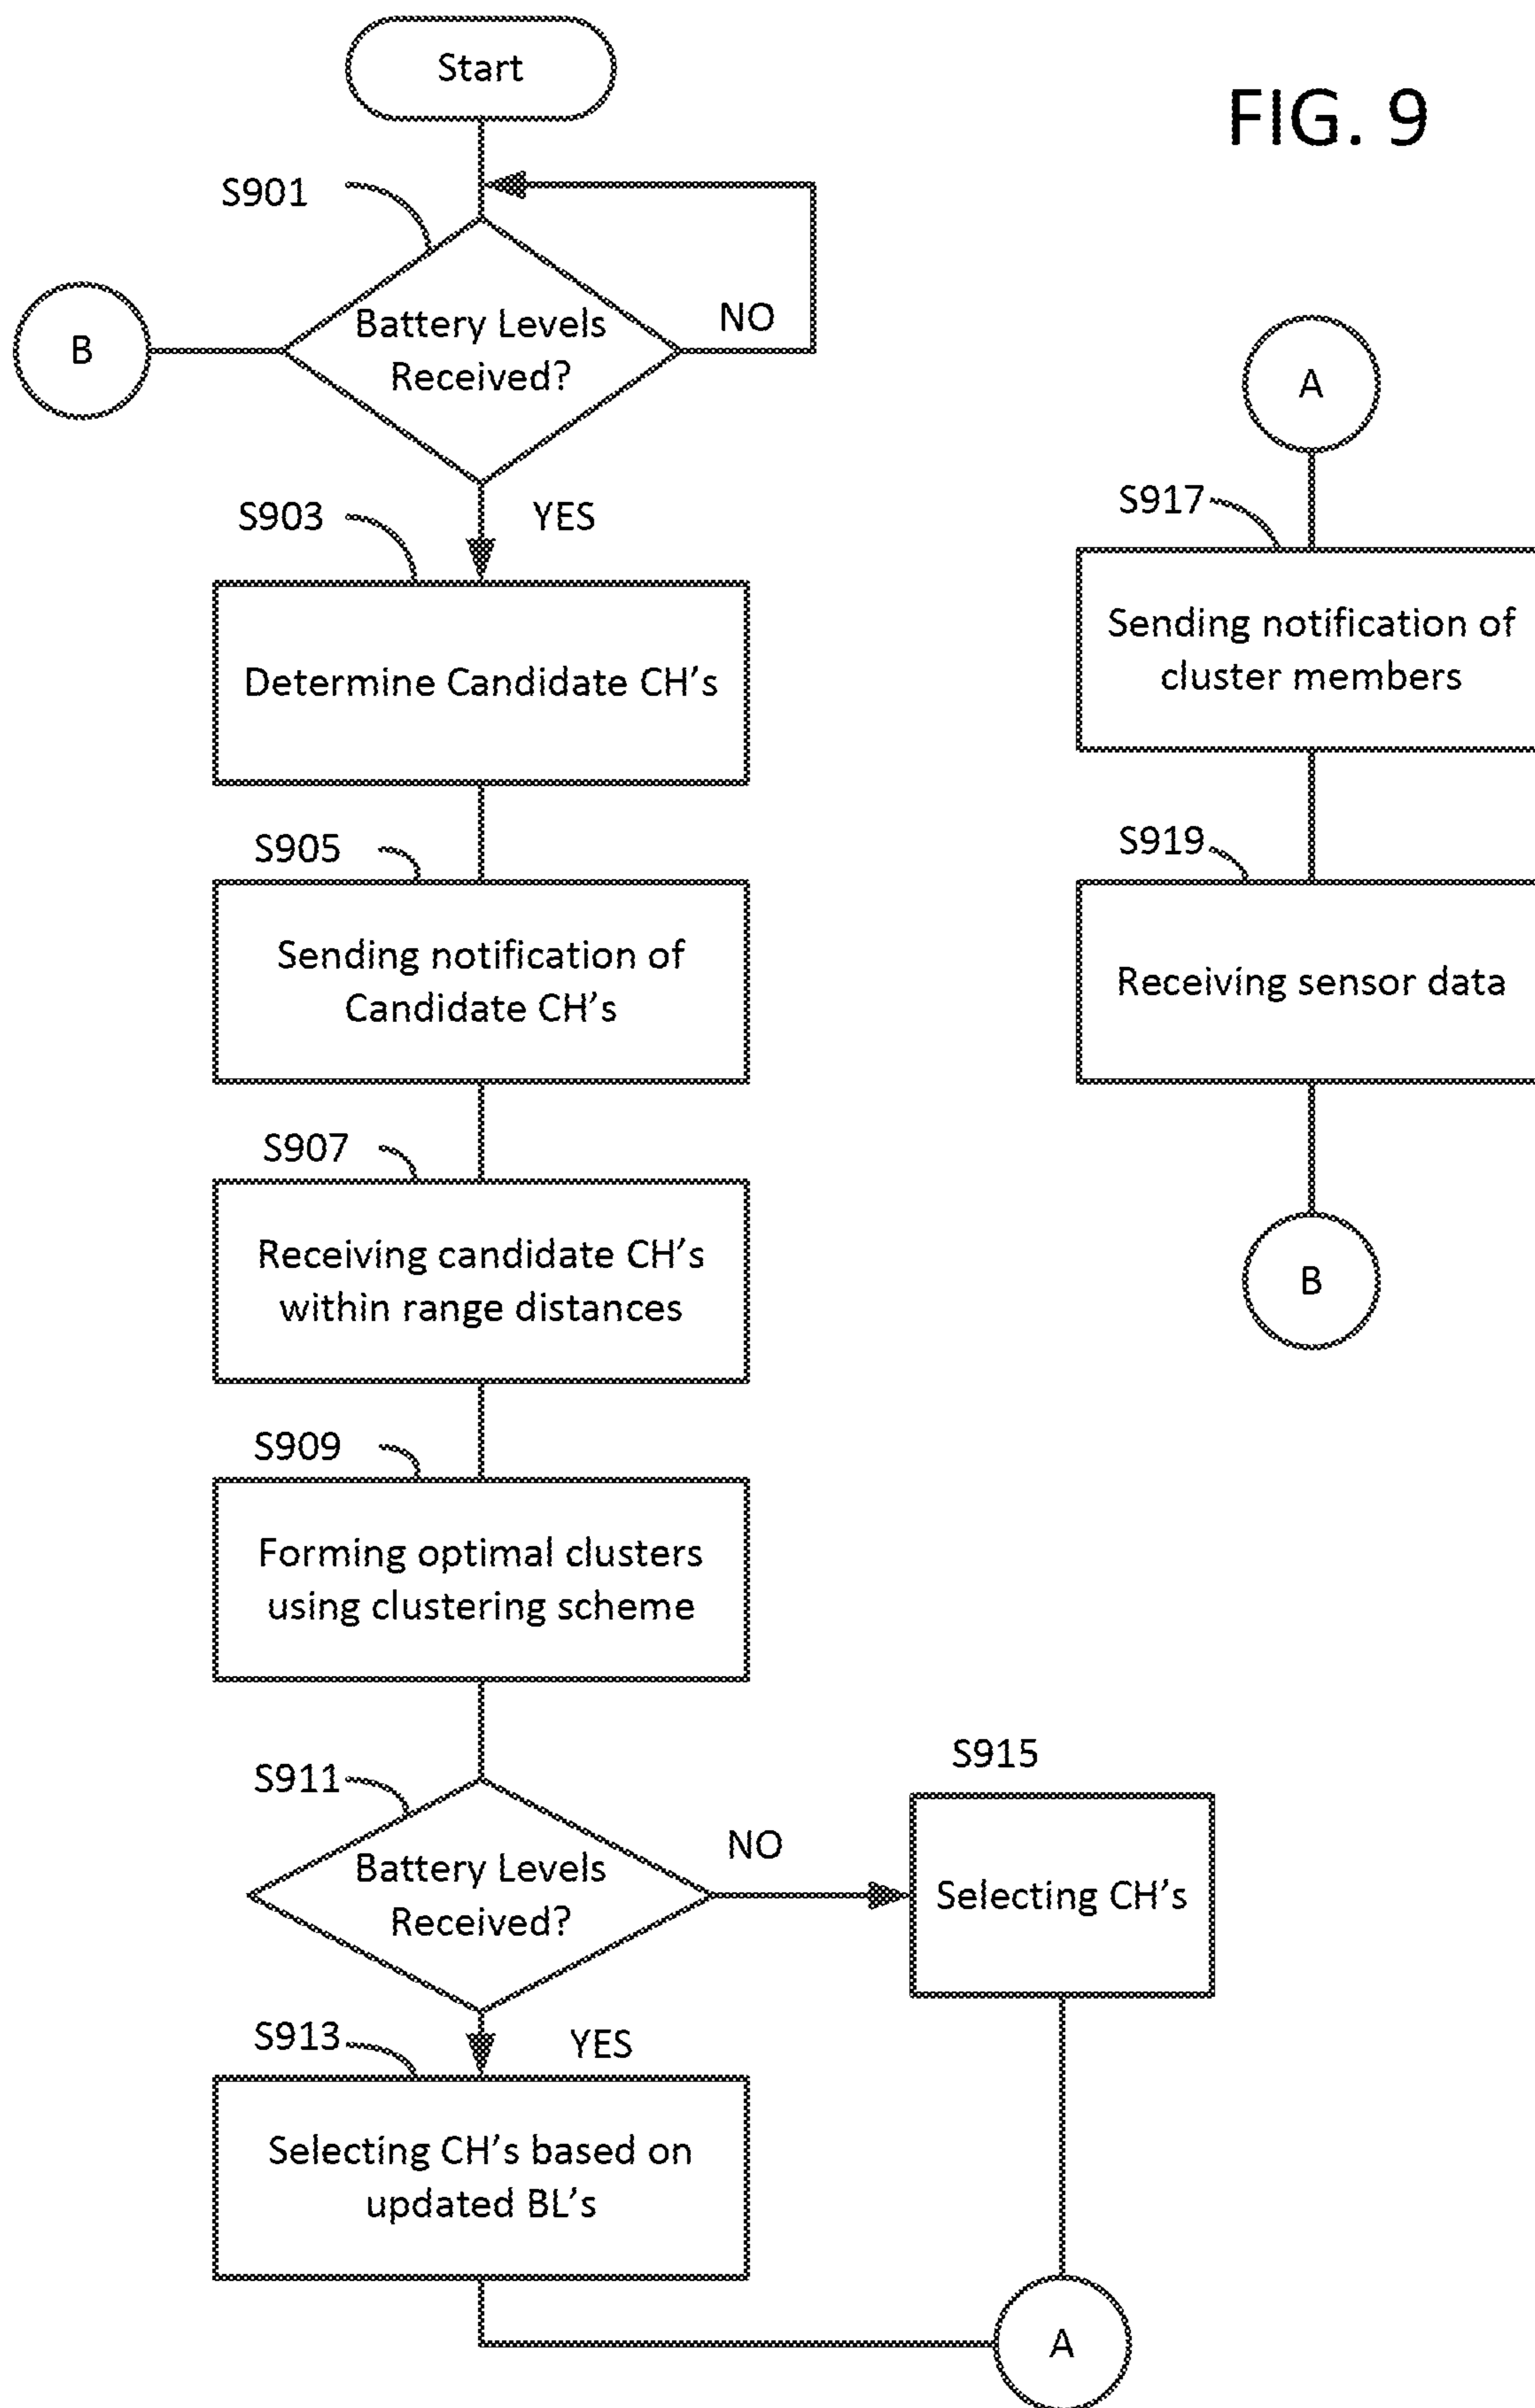 Start
FIG. 9
S901
B
Battery Levels
Received?
NO
YES
S903
Determine Candidate CH's
S905
Sending notification of
Candidate CH's
S907
Receiving candidate CH's
within range distances
S909
Forming optimal clusters
using clustering scheme
S911
Battery Levels
Received?
NO
S915
Selecting CH's
YES
S913
Selecting CH's based on
updated BL's
A
A
S917
Sending notification of
cluster members
S919
Receiving sensor data
B